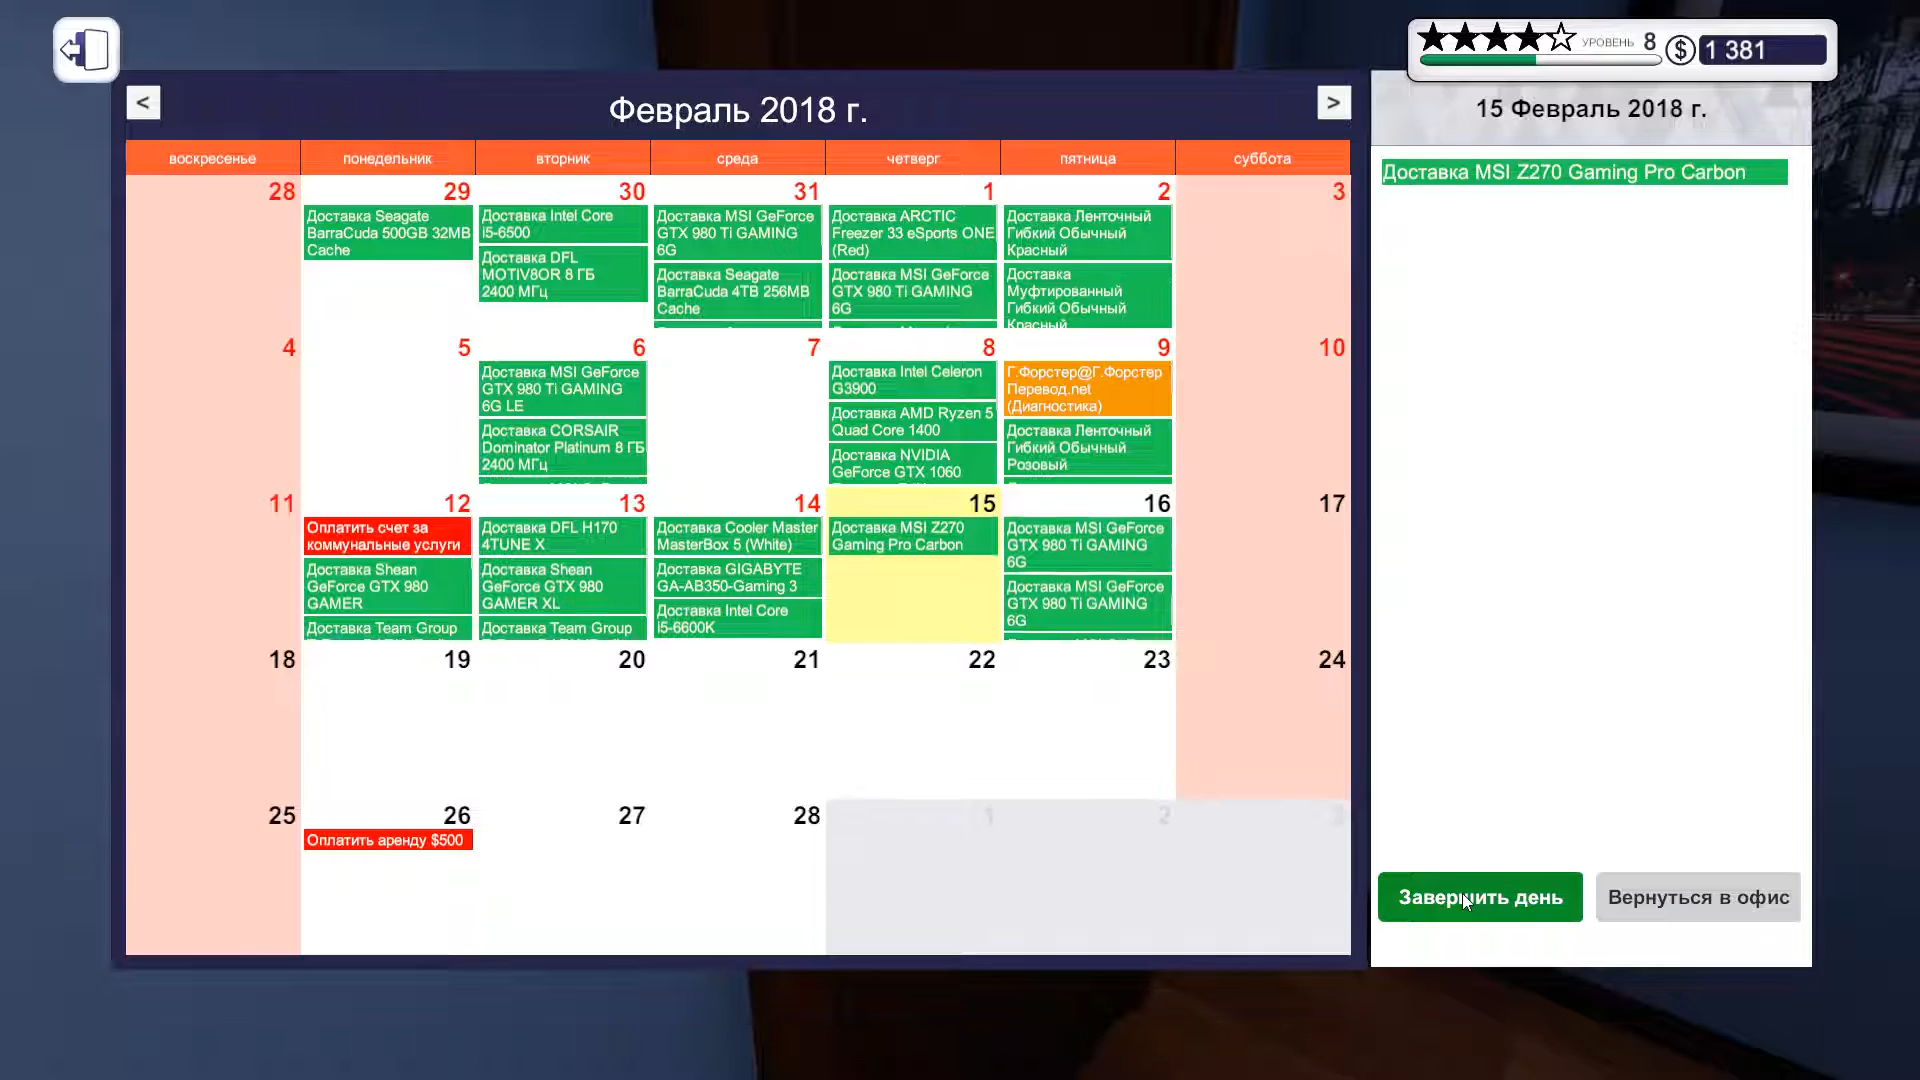 УРОВЕНЬ 8 $ 1 381
<
Февраль 2018 г.
>
15 Февраль 2018 г.
воскресенье понедельник вторник среда четверг пятница суббота
Доставка MSI Z270 Gaming Pro Carbon
28
29
Доставка Seagate
BarraCuda 500GB 32MB
Cache
30
Доставка Intel Core
i5-6500
Доставка DFL
MOTIV8OR 8 ГБ
2400 МГц
31
Доставка MSI GeForce
GTX 980 Ti GAMING
6G
Доставка Seagate
BarraCuda 4TB 256MB
Cache
1
Доставка ARCTIC
Freezer 33 eSports ONE
(Red)
Доставка MSI GeForce
GTX 980 Ti GAMING
6G
2
Доставка Ленточный
Гибкий Обычный
Красный
Доставка
Муфтированный
Гибкий Обычный
Красный
3
4
5
6
Доставка MSI GeForce
GTX 980 Ti GAMING
6G LE
Доставка CORSAIR
Dominator Platinum 8 ГБ
2400 МГц
7
8
Доставка Intel Celeron
G3900
Доставка AMD Ryzen 5
Quad Core 1400
Доставка NVIDIA
GeForce GTX 1060
9
Г.Форстер@Г.Форстер
Перевод.net
(Диагностика)
Доставка Ленточный
Гибкий Обычный
Розовый
10
11
12
Оплатить счет за
коммунальные услуги
Доставка Shean
GeForce GTX 980
GAMER
Доставка Team Group
13
Доставка DFL H170
4TUNE X
Доставка Shean
GeForce GTX 980
GAMER XL
Доставка Team Group
14
Доставка Cooler Master
MasterBox 5 (White)
Доставка GIGABYTE
GA-AB350-Gaming 3
Доставка Intel Core
i5-6600K
15
Доставка MSI Z270
Gaming Pro Carbon
16
Доставка MSI GeForce
GTX 980 Ti GAMING
6G
Доставка MSI GeForce
GTX 980 Ti GAMING
6G
17
18
19
20
21
22
23
24
25
26
Оплатить аренду $500
27
28
1
2
3
Завершить день
Вернуться в офис